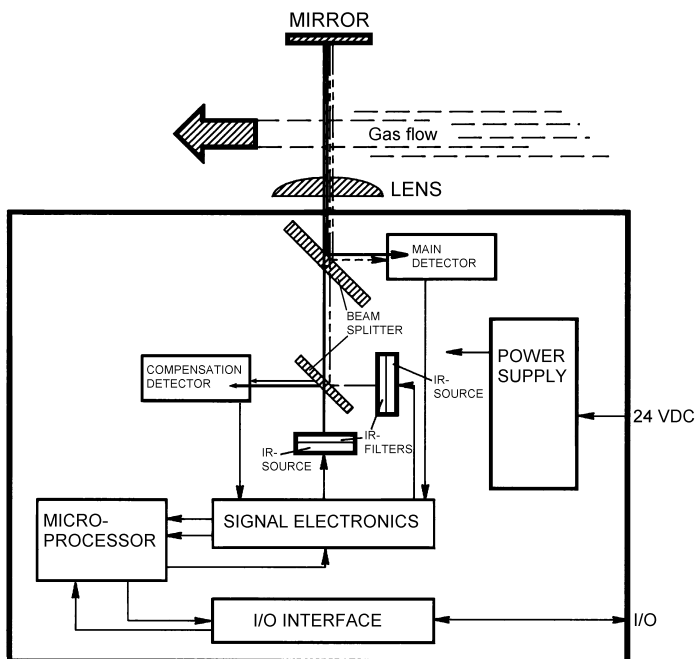 MIRROR
Gas flow
LENS
MAIN
DETECTOR
BEAM
SPLITTER
COMPENSATION
DETECTOR
IR-
SOURCE
POWER
SUPPLY
24 VDC
IR-
FILTERS
IR-
SOURCE
MICRO-
PROCESSOR
SIGNAL ELECTRONICS
I/O INTERFACE
I/O